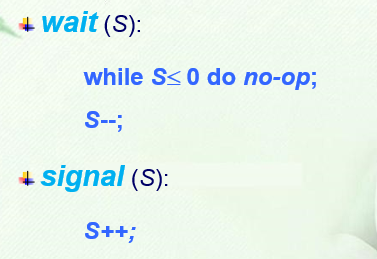 wait (S):
while S≤ 0 do no-op;
S--;
signal (S):
S++;